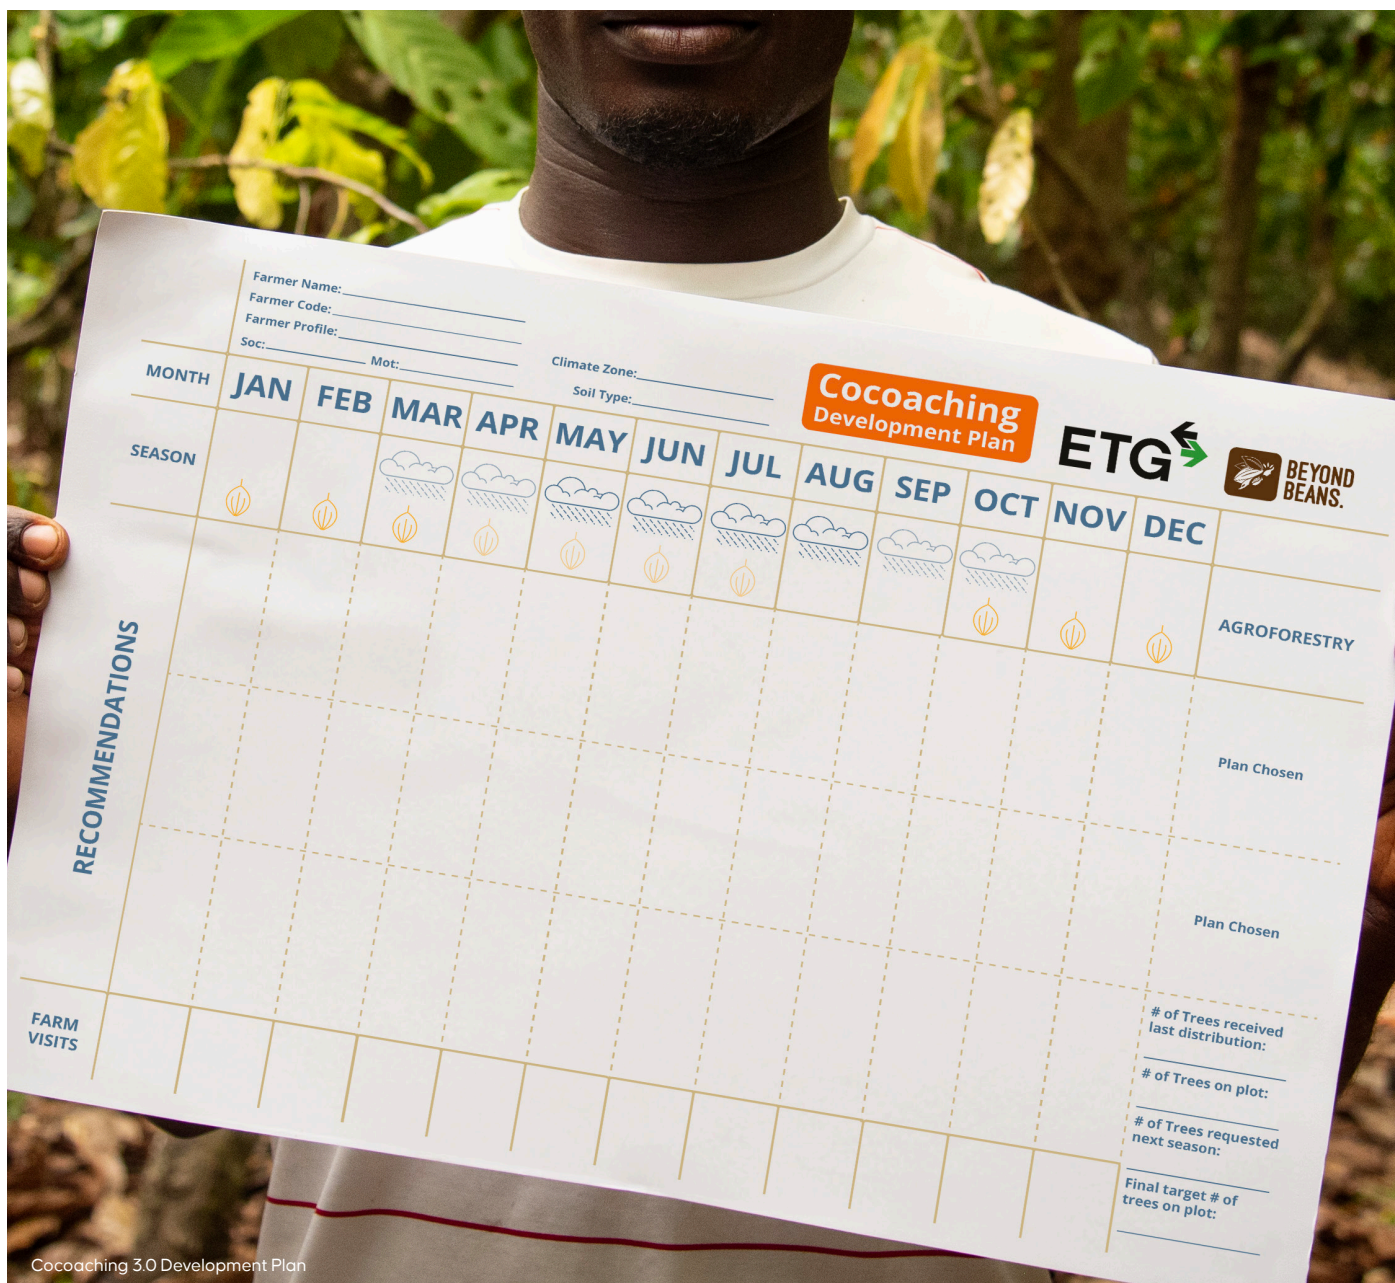 Farmer Name:
Farmer Code:
Farmer Profile:
Soc:
Mot:
Climate Zone:
Soil Type:
Cocoaching
Development Plan
ETG
BEYOND
BEANS.
MONTH JAN FEB MAR APR MAY JUN JUL AUG SEP OCT NOV DEC
SEASON
AGROFORESTRY
RECOMMENDATIONS
Plan Chosen
Plan Chosen
FARM
VISITS
# of Trees received
last distribution:
# of Trees on plot:
# of Trees requested
next season:
Final target # of
trees on plot:
Cocoaching 3.0 Development Plan